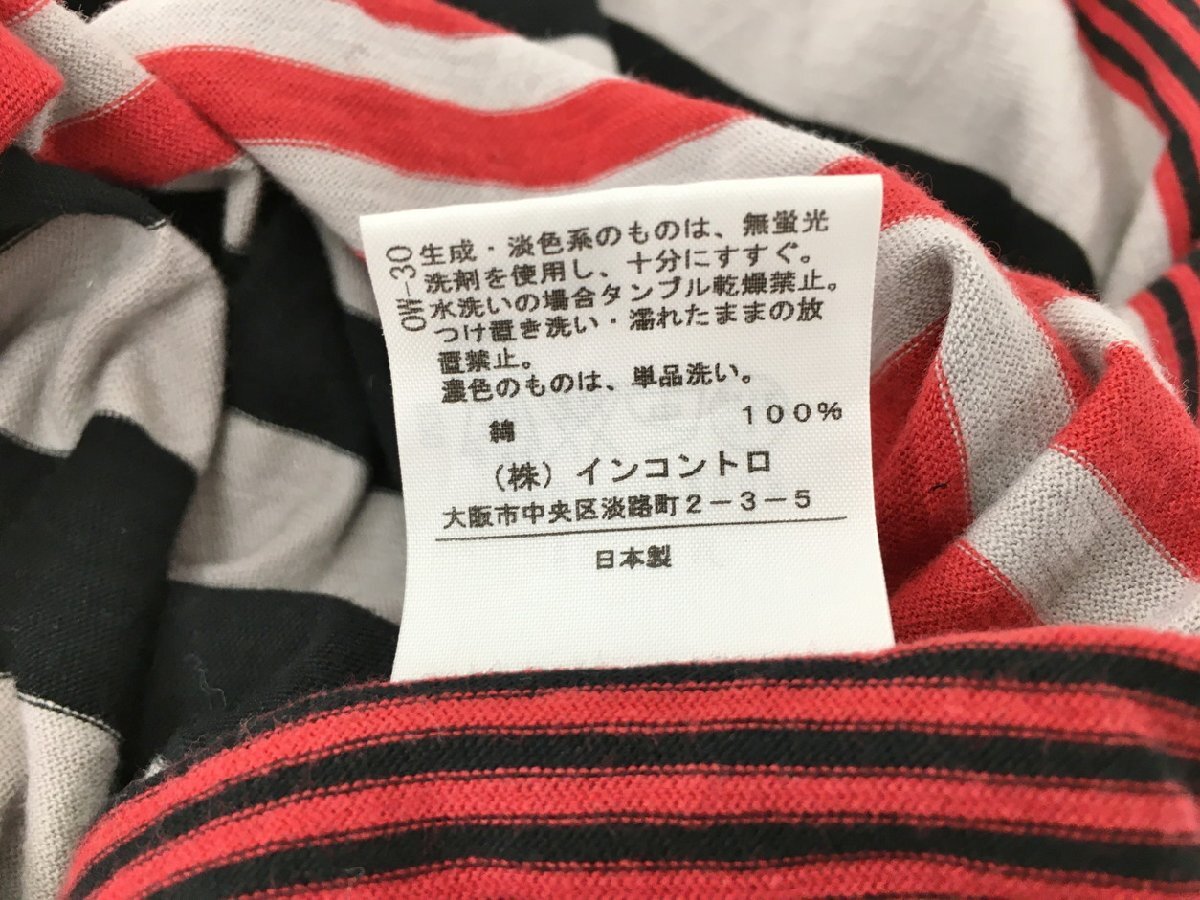 OW-30
生成・淡色系のものは、無蛍光
洗剤を使用し、十分にすすぐ。
水洗いの場合タンブル乾燥禁止。
つけ置き洗い・濡れたままの放
置禁止。
濃色のものは、単品洗い。
綿 100%
(株)インコントロ
大阪市中央区淡路町2-3-5
日本製